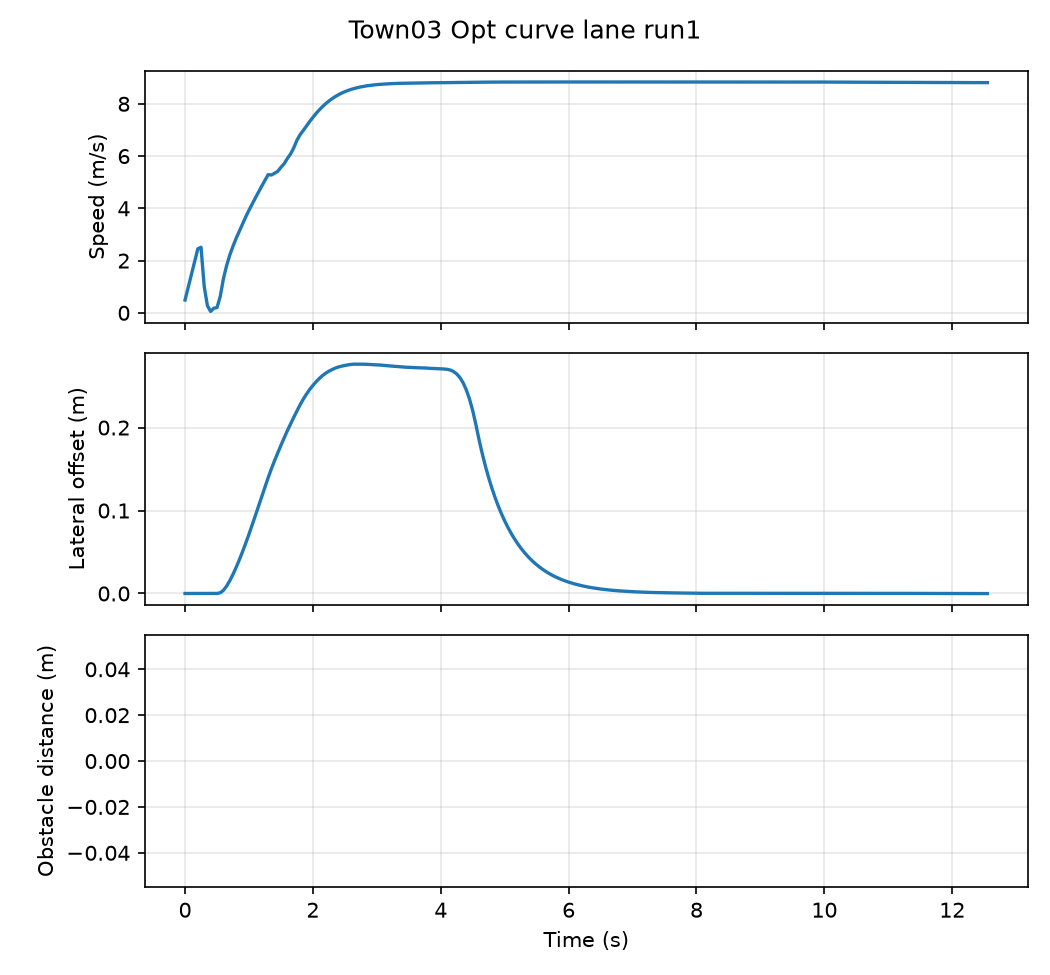 Town03 Opt curve lane run1
Speed (m/s)
8
6
4
2
0
Lateral offset (m)
0.2
0.1
0.0
Obstacle distance (m)
0.04
0.02
0.00
−0.02
−0.04
0 2 4 6 8 10 12
Time (s)